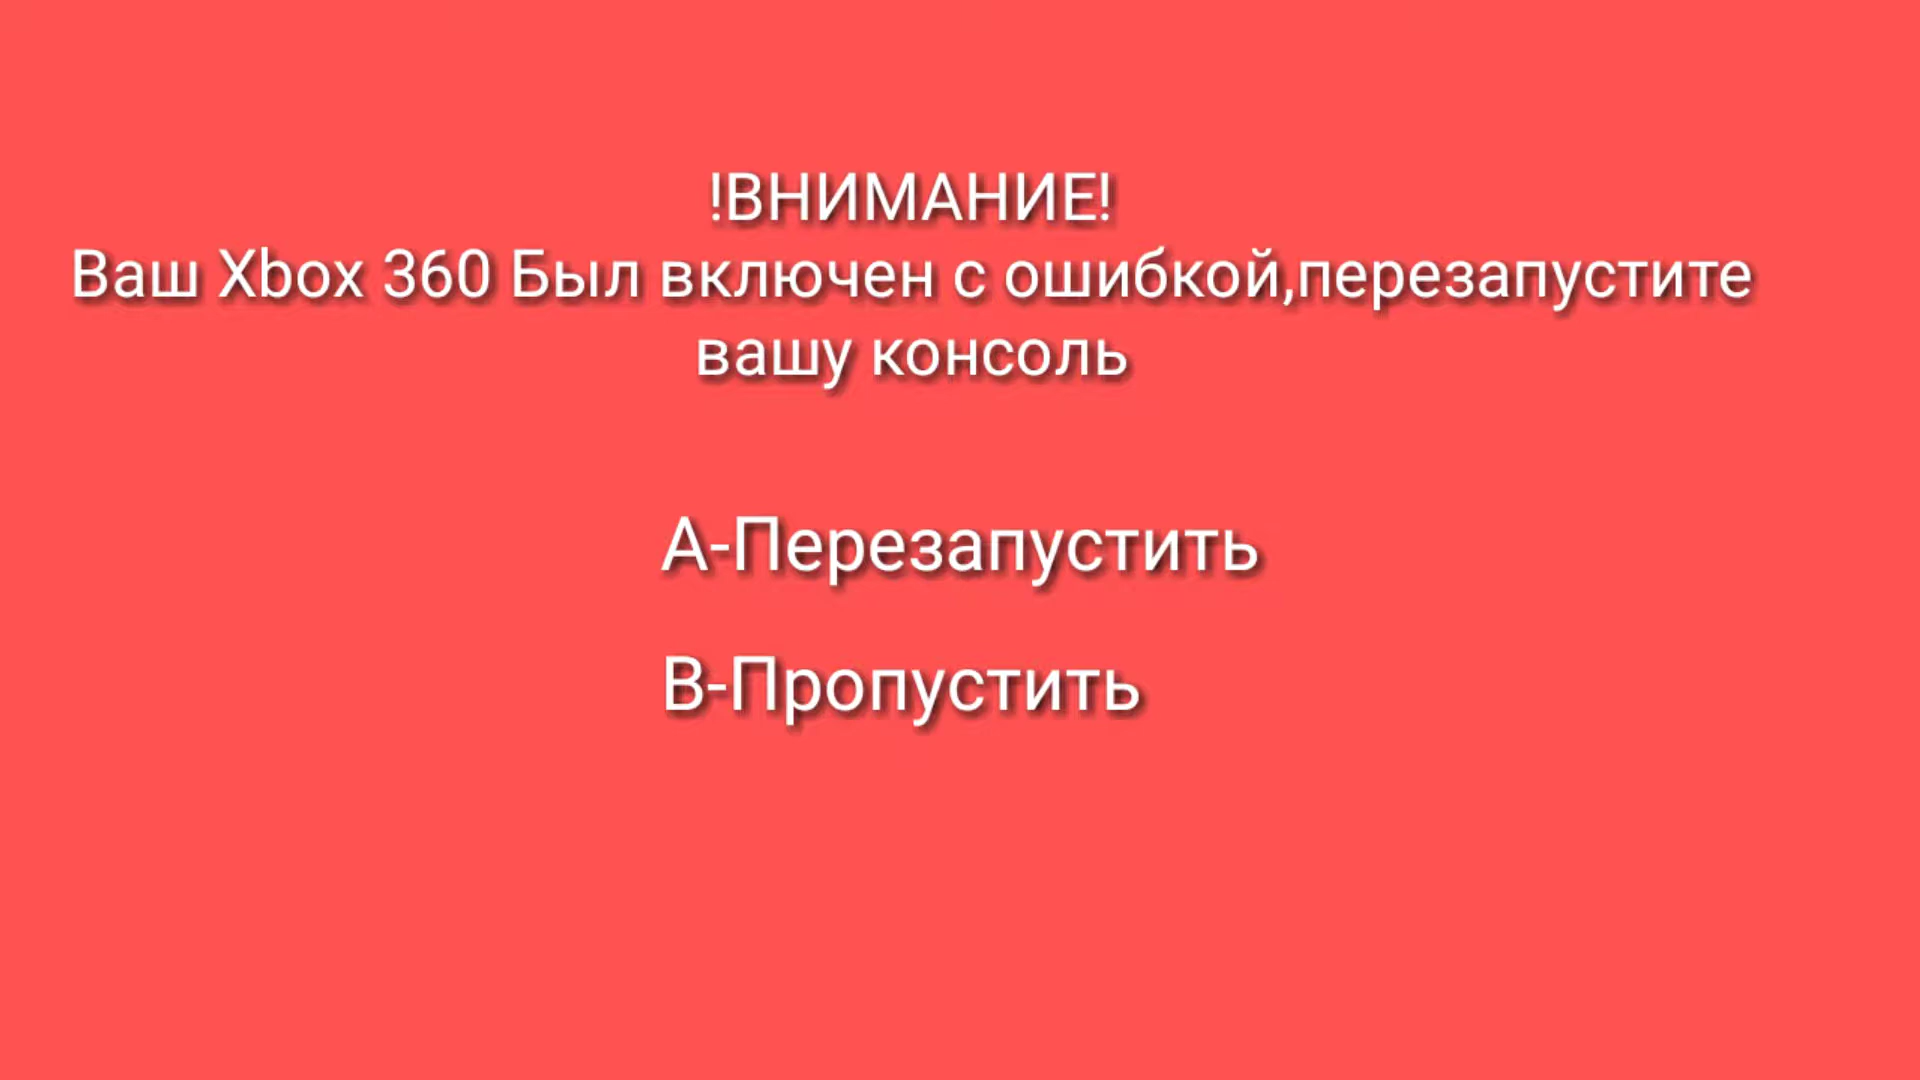 !ВНИМАНИЕ!
Ваш Xbox 360 Был включен с ошибкой,перезапустите
вашу консоль
А-Перезапустить
В-Пропустить